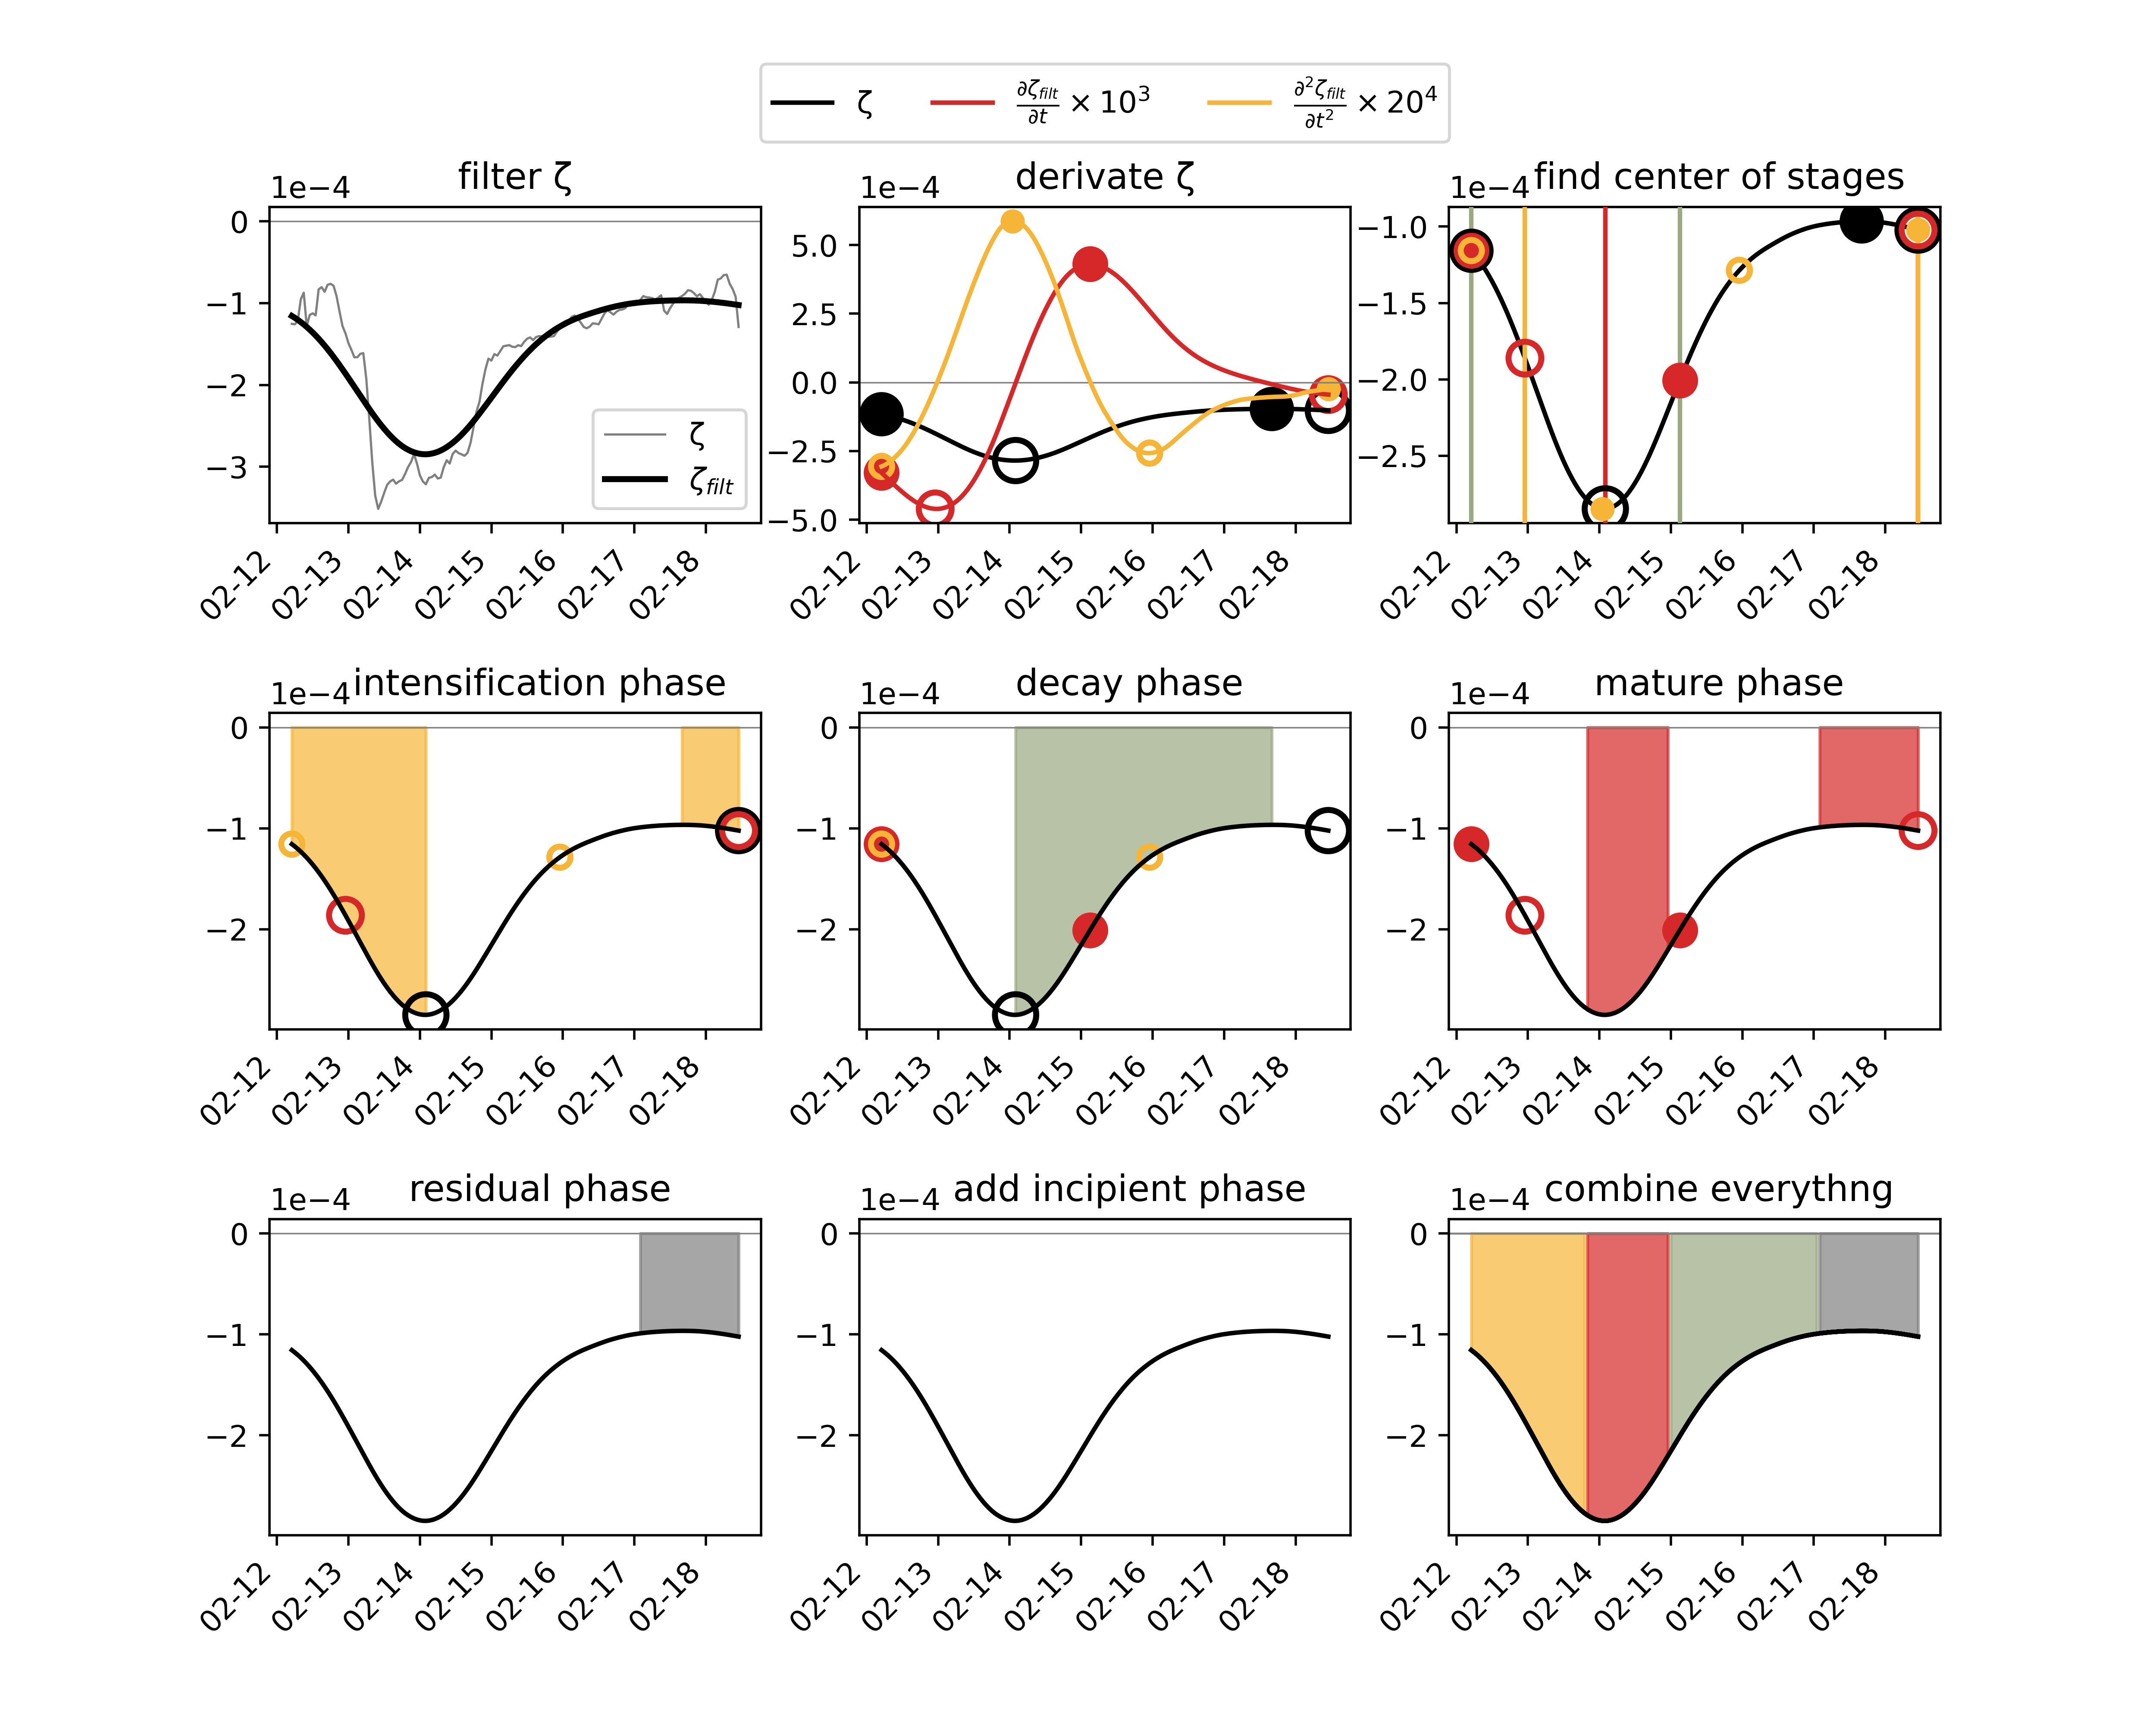 ζ ∂ζ_filt/∂t × 10³ ∂²ζ_filt/∂t² × 20⁴
filter ζ
1e−4
0
−1
−2
−3
ζ
ζ_filt
02-12 02-13 02-14 02-15 02-16 02-17 02-18
derivate ζ
1e−4
5.0
2.5
0.0
−2.5
−5.0
02-12 02-13 02-14 02-15 02-16 02-17 02-18
find center of stages
1e−4
−1.0
−1.5
−2.0
−2.5
02-12 02-13 02-14 02-15 02-16 02-17 02-18
intensification phase
1e−4
0
−1
−2
02-12 02-13 02-14 02-15 02-16 02-17 02-18
decay phase
1e−4
0
−1
−2
02-12 02-13 02-14 02-15 02-16 02-17 02-18
mature phase
1e−4
0
−1
−2
02-12 02-13 02-14 02-15 02-16 02-17 02-18
residual phase
1e−4
0
−1
−2
02-12 02-13 02-14 02-15 02-16 02-17 02-18
add incipient phase
1e−4
0
−1
−2
02-12 02-13 02-14 02-15 02-16 02-17 02-18
combine everythng
1e−4
0
−1
−2
02-12 02-13 02-14 02-15 02-16 02-17 02-18